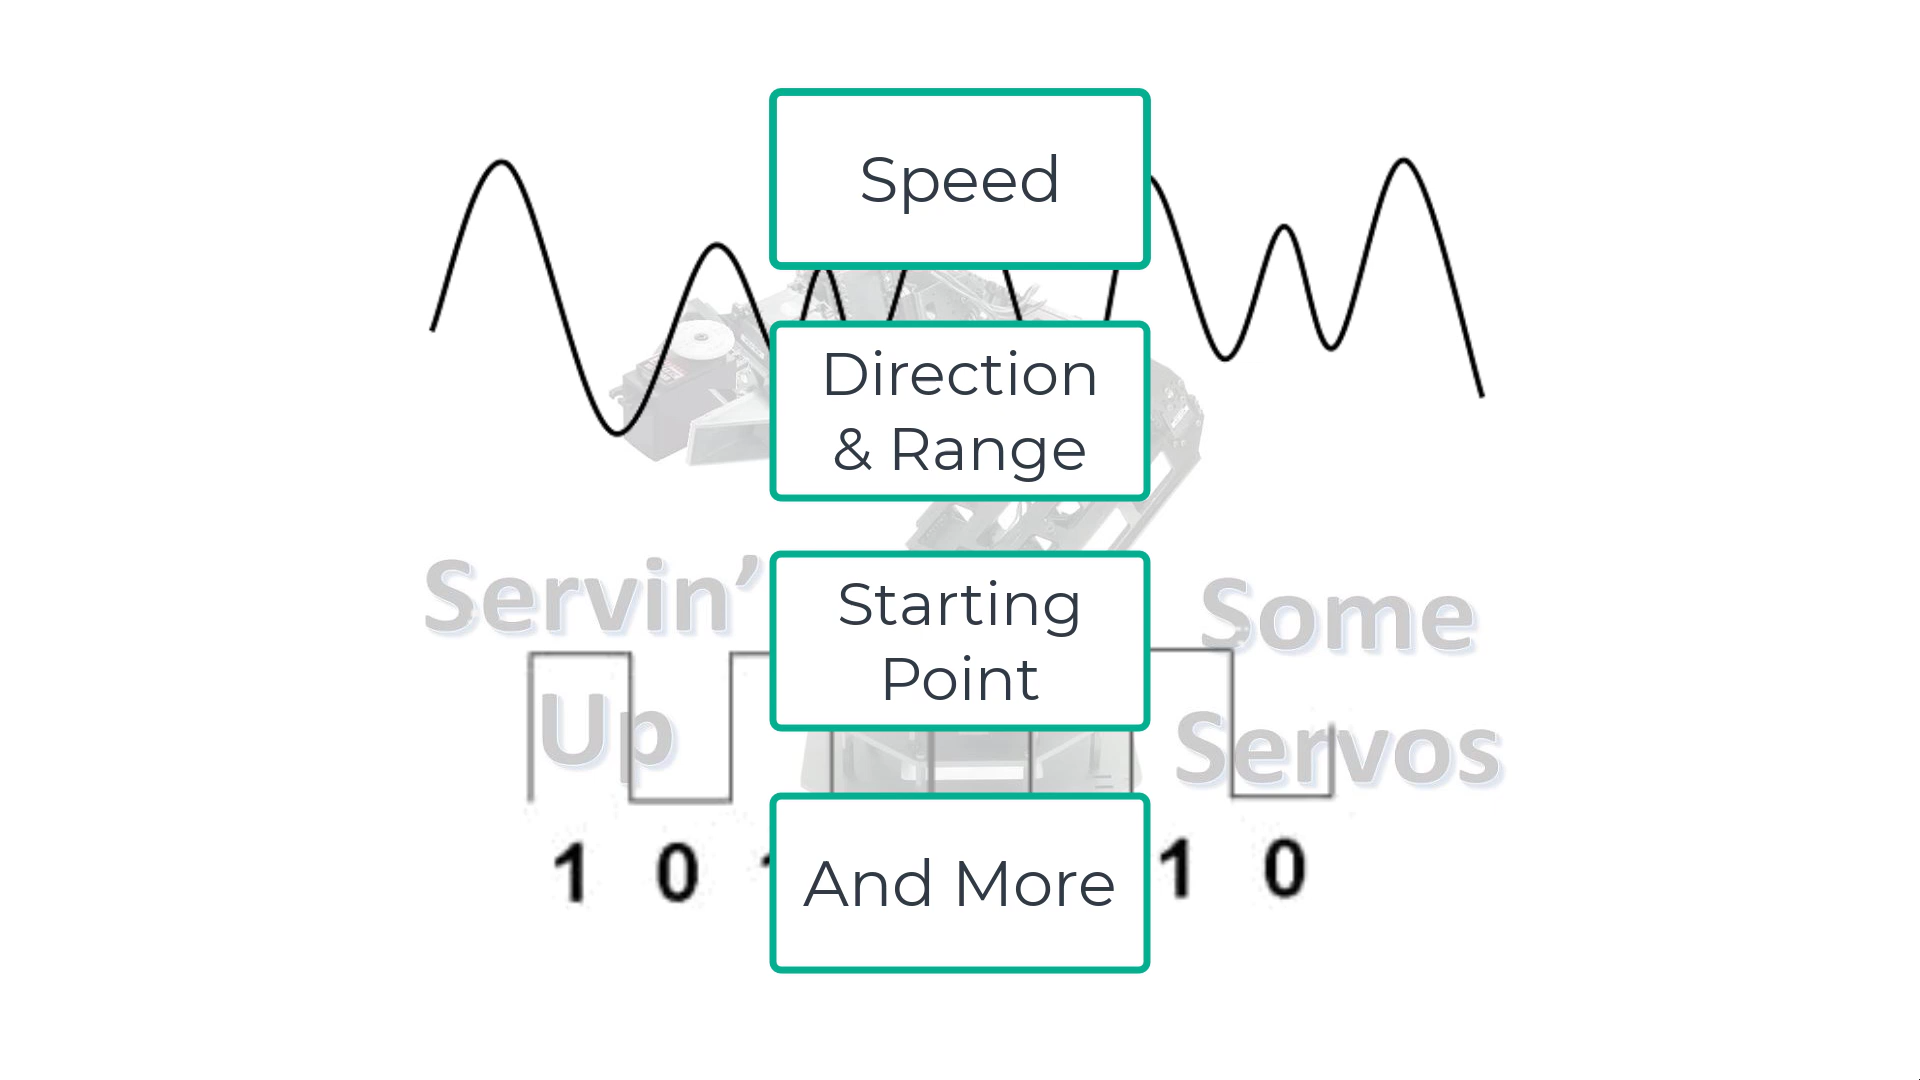 Speed
Direction
& Range
Starting
Point
And More
Servin’
Up
Some
Servos
1 0
1 0